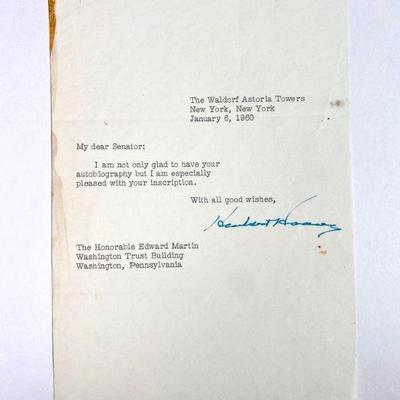 The Waldorf Astoria Towers
New York, New York
January 6, 1960
My dear Senator:
I am not only glad to have your
autobiography but I am especially
pleased with your inscription.
With all good wishes,
Herbert Hoover
The Honorable Edward Martin
Washington Trust Building
Washington, Pennsylvania